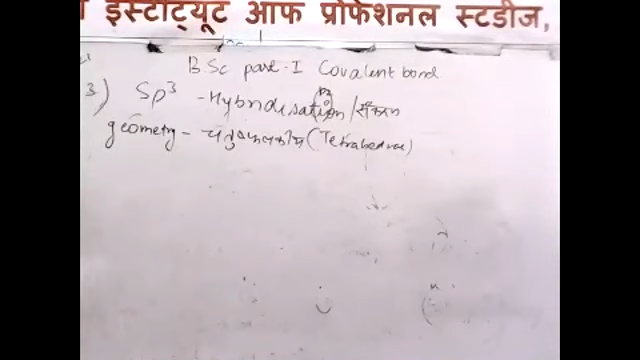 इंस्टीट्यूट आफ प्रोफेशनल स्टडीज,
B.Sc part-I Covalent bond
3) Sp³ - Hybridisation/संकरण
geometry - चतुष्फलकीय (Tetrahedral)